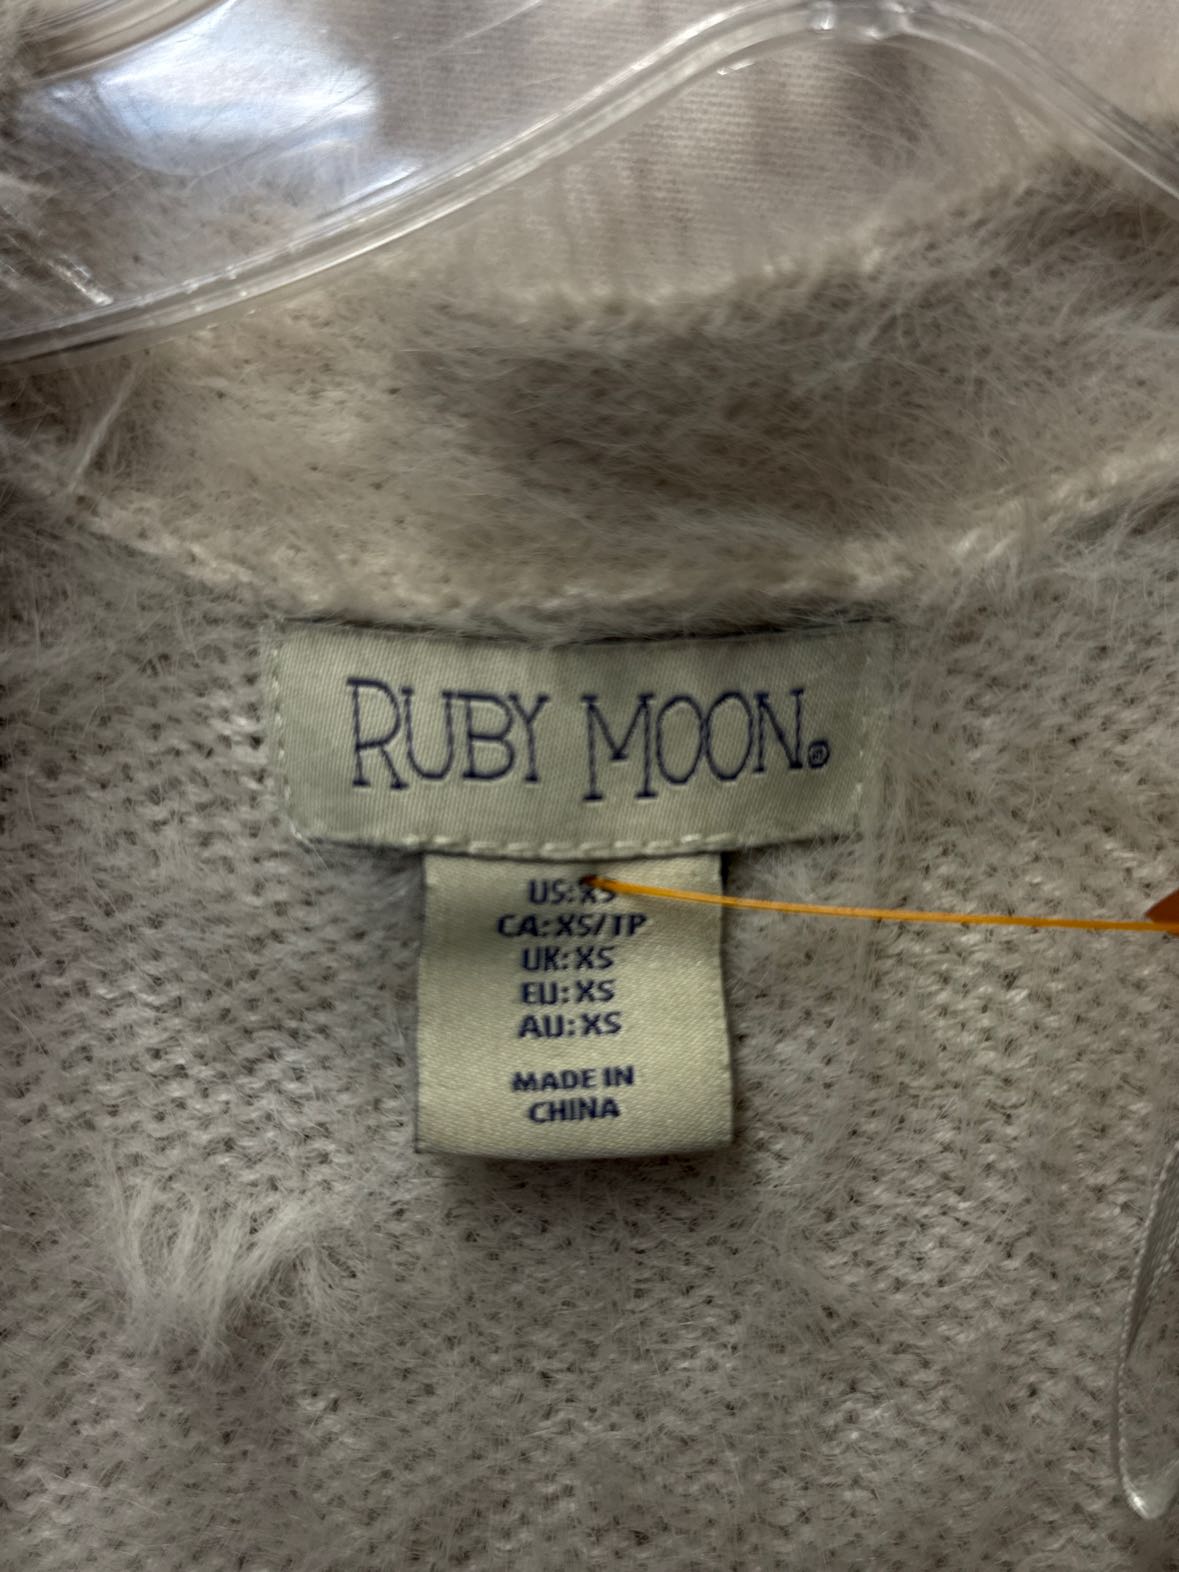 RUBY MOON®
US:XS
CA:XS/TP
UK:XS
EU:XS
AU:XS
MADE IN
CHINA